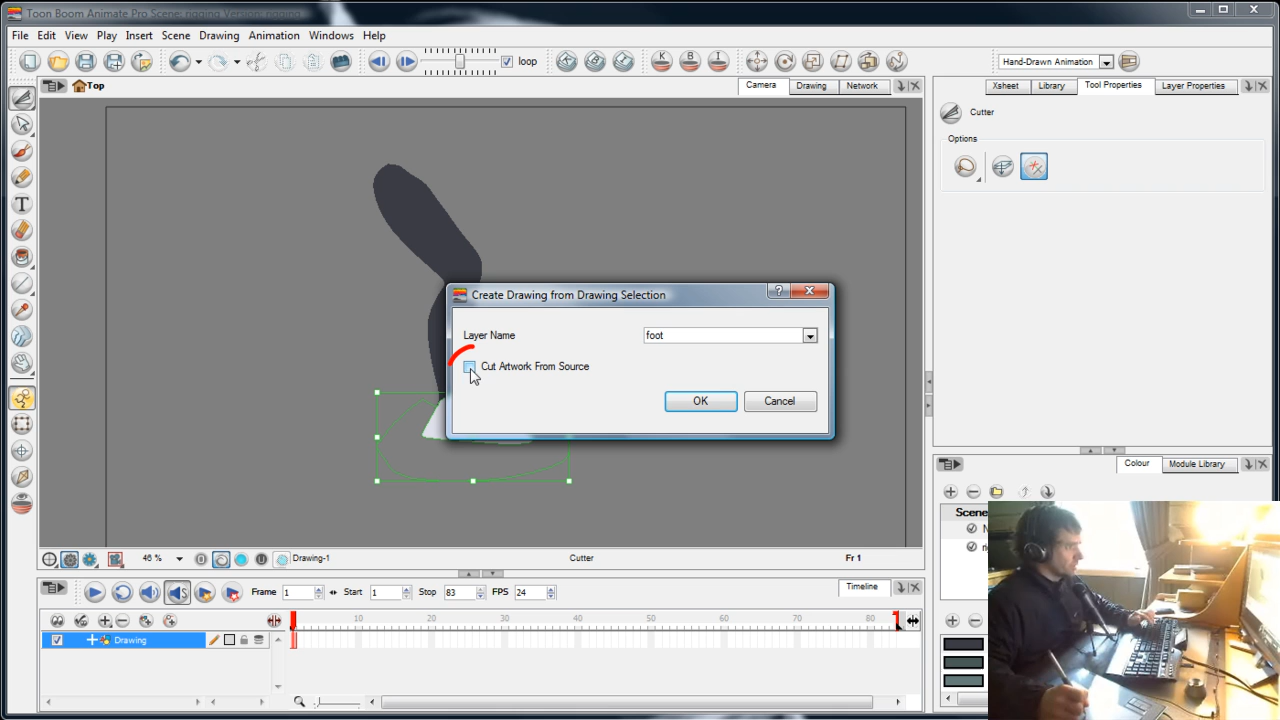 Toon Boom Animate Pro Scene: rigging Version: rigging
File Edit View Play Insert Scene Drawing Animation Windows Help
loop
K B I
Hand-Drawn Animation
Top
Camera Drawing Network
Xsheet Library Tool Properties Layer Properties
Cutter
Options
T
Create Drawing from Drawing Selection
Layer Name foot
Cut Artwork From Source
OK Cancel
Colour Module Library
Scene
46 % Drawing-1 Cutter Fr 1
Timeline
Frame 1 Start 1 Stop 83 FPS 24
10 20 30 40 50 60 70 80
Drawing